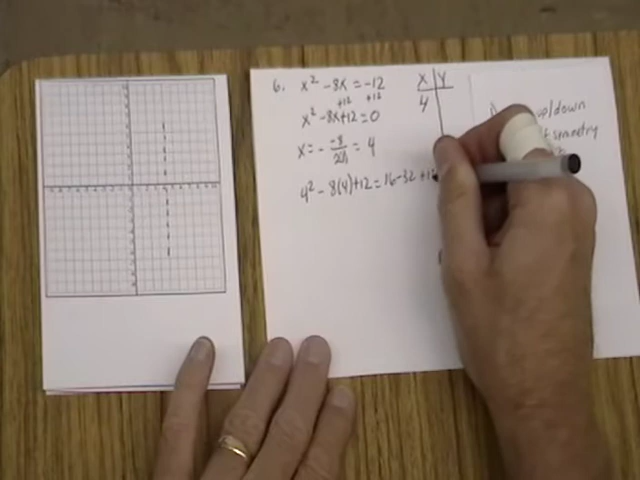 6. x² - 8x = -12
+12 +12
x² - 8x + 12 = 0
x = - -8/2(1) = 4
4² - 8(4) + 12 = 16 - 32 + 12
X Y
4
up/down